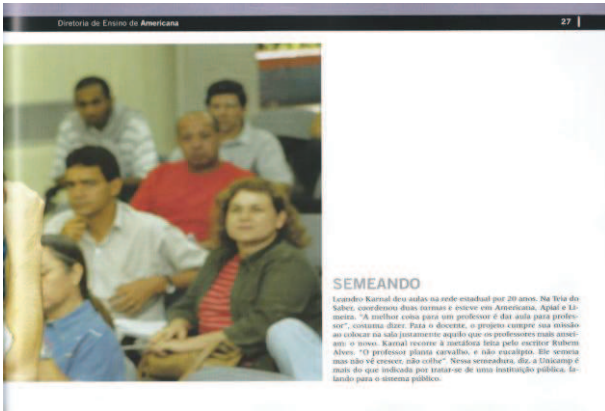 Diretoria de Ensino de Americana
27
SEMEANDO
Leandro Karnal deu aulas na rede estadual por 20 anos. Na Teia do
Saber, coordenou duas turmas e esteve em Americana, Apiaí e Li-
meira. "A melhor coisa para um professor é dar aula para profes-
sor", costuma dizer. Para o docente, o projeto cumpre sua missão
ao colocar na sala justamente aquilo que os professores mais ansei-
am: o novo. Karnal recorre à metáfora feita pelo escritor Rubem
Alves. "O professor planta carvalho, e não eucalipto. Ele semeia
mas não vê crescer, não colhe". Nessa semeadura, diz, a Unicamp é
mais do que indicada por tratar-se de uma instituição pública, fa-
lando para o sistema público.